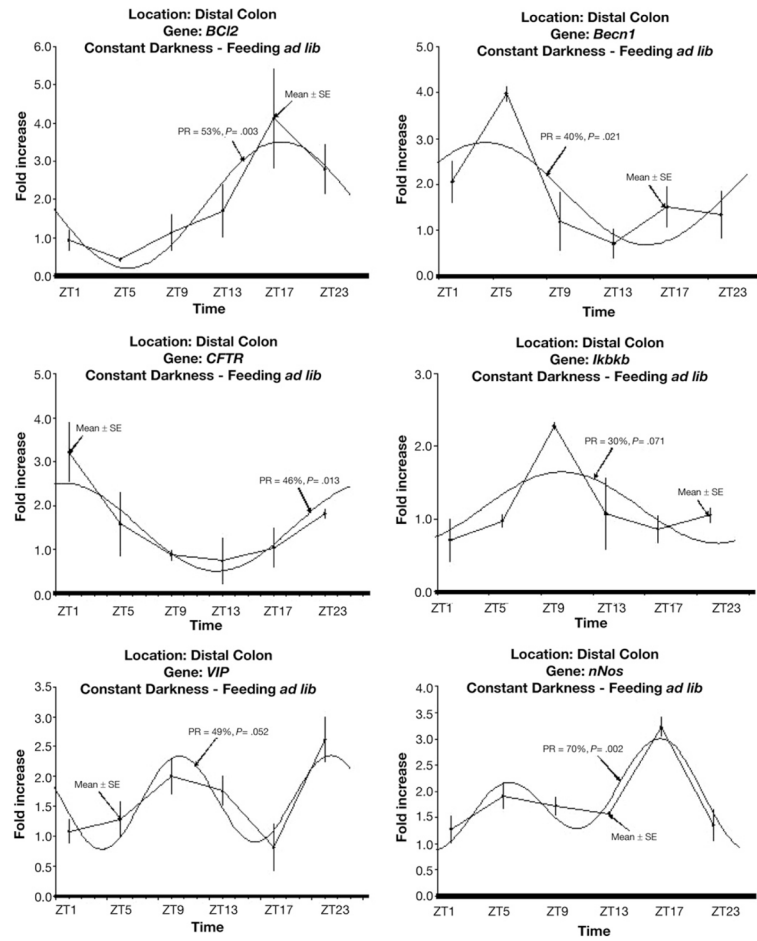 Location: Distal Colon
Gene: BCl2
Constant Darkness - Feeding ad lib
6.0
5.0
4.0
3.0
2.0
1.0
0.0
Fold increase
Mean ± SE
PR = 53%, P= .003
ZT1 ZT5 ZT9 ZT13 ZT17 ZT23
Time
Location: Distal Colon
Gene: Becn1
Constant Darkness - Feeding ad lib
5.0
4.0
3.0
2.0
1.0
0.0
Fold increase
PR = 40%, P= .021
Mean ± SE
ZT1 ZT5 ZT9 ZT13 ZT17 ZT23
Time
Location: Distal Colon
Gene: CFTR
Constant Darkness - Feeding ad lib
5.0
4.0
3.0
2.0
1.0
0.0
Fold increase
Mean ± SE
PR = 46%, P= .013
ZT1 ZT5 ZT9 ZT13 ZT17 ZT23
Time
Location: Distal Colon
Gene: Ikbkb
Constant Darkness - Feeding ad lib
3.0
2.0
1.0
0.0
Fold increase
PR = 30%, P= .071
Mean ± SE
ZT1 ZT5 ZT9 ZT13 ZT17 ZT23
Time
Location: Distal Colon
Gene: VIP
Constant Darkness - Feeding ad lib
3.5
3.0
2.5
2.0
1.5
1.0
0.5
0.0
Fold increase
PR = 49%, P= .052
Mean ± SE
ZT1 ZT5 ZT9 ZT13 ZT17 ZT23
Time
Location: Distal Colon
Gene: nNos
Constant Darkness - Feeding ad lib
4.0
3.5
3.0
2.5
2.0
1.5
1.0
0.5
0.0
Fold increase
PR = 70%, P= .002
Mean ± SE
ZT1 ZT5 ZT9 ZT13 ZT17 ZT23
Time